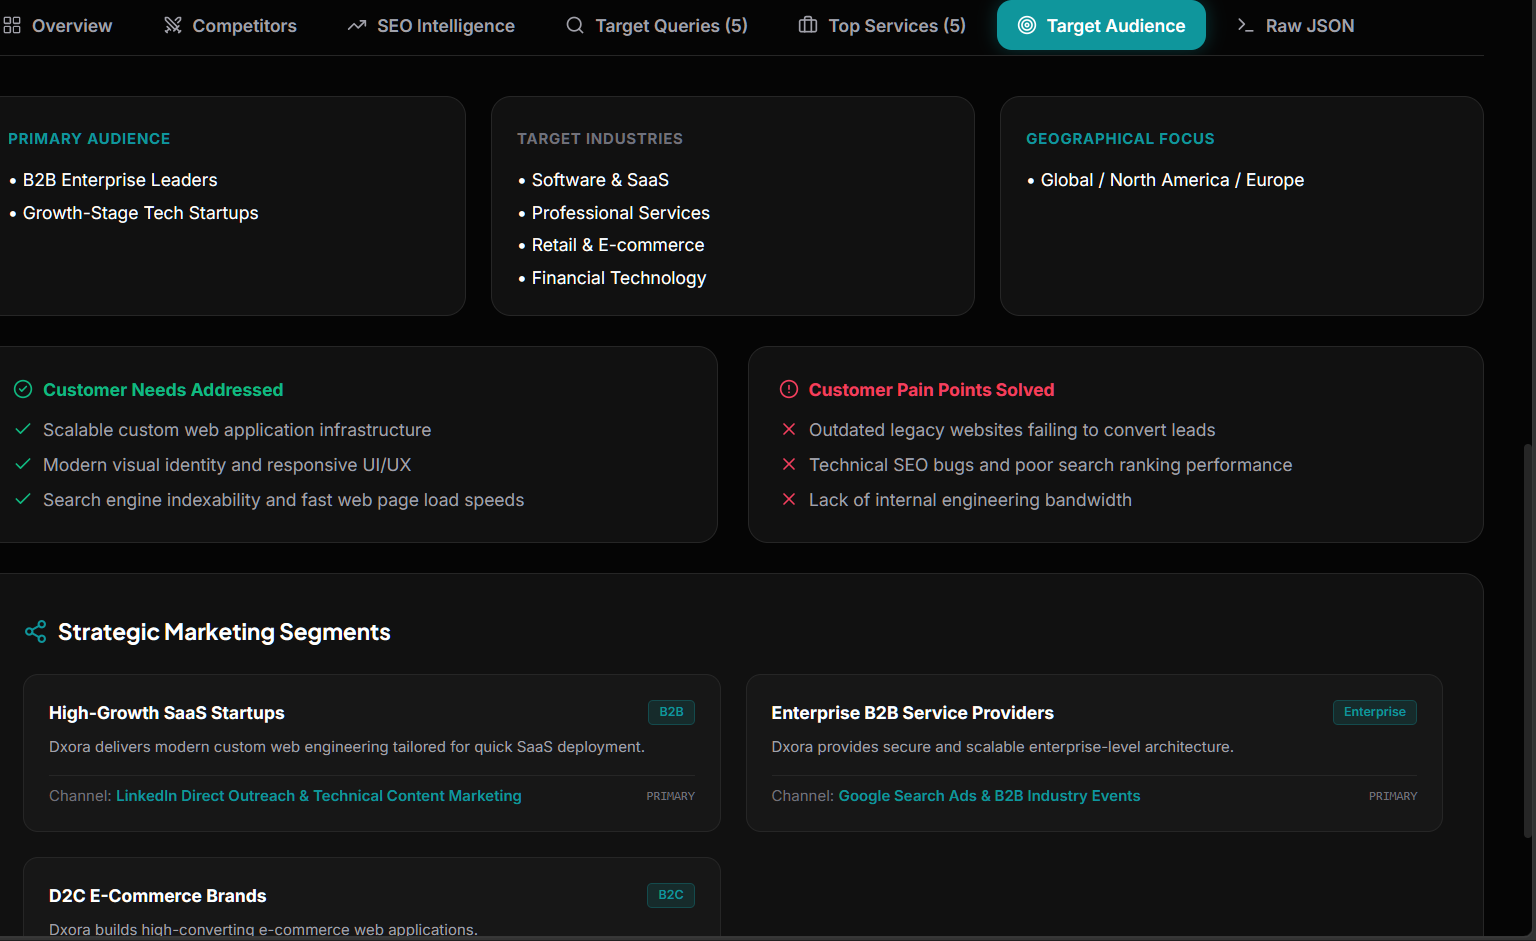 Overview Competitors SEO Intelligence Target Queries (5) Top Services (5) Target Audience Raw JSON
PRIMARY AUDIENCE
• B2B Enterprise Leaders
• Growth-Stage Tech Startups
TARGET INDUSTRIES
• Software & SaaS
• Professional Services
• Retail & E-commerce
• Financial Technology
GEOGRAPHICAL FOCUS
• Global / North America / Europe
Customer Needs Addressed
Scalable custom web application infrastructure
Modern visual identity and responsive UI/UX
Search engine indexability and fast web page load speeds
Customer Pain Points Solved
Outdated legacy websites failing to convert leads
Technical SEO bugs and poor search ranking performance
Lack of internal engineering bandwidth
Strategic Marketing Segments
High-Growth SaaS Startups B2B
Dxora delivers modern custom web engineering tailored for quick SaaS deployment.
Channel: LinkedIn Direct Outreach & Technical Content Marketing PRIMARY
Enterprise B2B Service Providers Enterprise
Dxora provides secure and scalable enterprise-level architecture.
Channel: Google Search Ads & B2B Industry Events PRIMARY
D2C E-Commerce Brands B2C
Dxora builds high-converting e-commerce web applications.